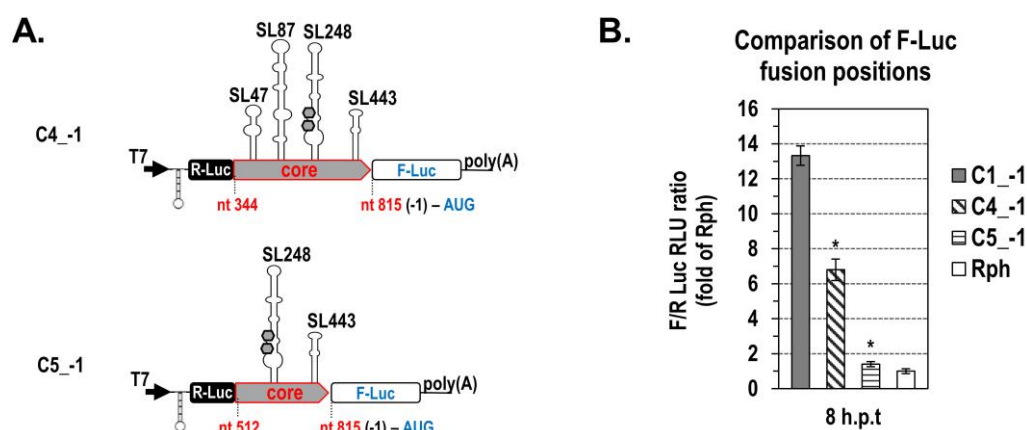 A.
SL87
SL248
SL47
SL443
C4_-1
T7
R-Luc
core
F-Luc
poly(A)
nt 344
nt 815 (-1) – AUG
SL248
SL443
C5_-1
T7
R-Luc
core
F-Luc
poly(A)
nt 512
nt 815 (-1) – AUG
B.
Comparison of F-Luc
fusion positions
F/R Luc RLU ratio
(fold of Rph)
16
14
12
10
8
6
4
2
0
*
*
8 h.p.t
C1_-1
C4_-1
C5_-1
Rph